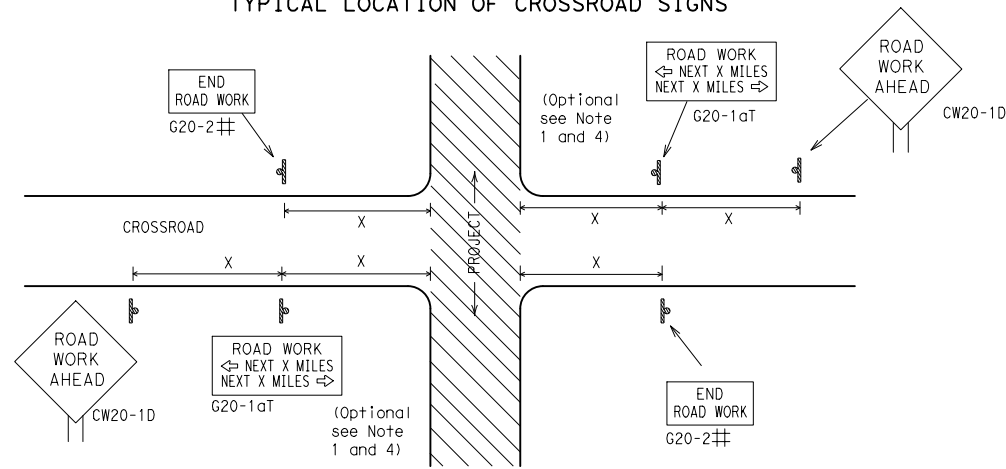 TYPICAL LOCATION OF CROSSROAD SIGNS
END
ROAD WORK
G20-2#
ROAD WORK
⇦ NEXT X MILES
NEXT X MILES ⇨
G20-1aT
(Optional
see Note
1 and 4)
ROAD
WORK
AHEAD
CW20-1D
X
X
X
CROSSROAD
PROJECT
X
X
X
ROAD
WORK
AHEAD
CW20-1D
ROAD WORK
⇦ NEXT X MILES
NEXT X MILES ⇨
G20-1aT
(Optional
see Note
1 and 4)
END
ROAD WORK
G20-2#